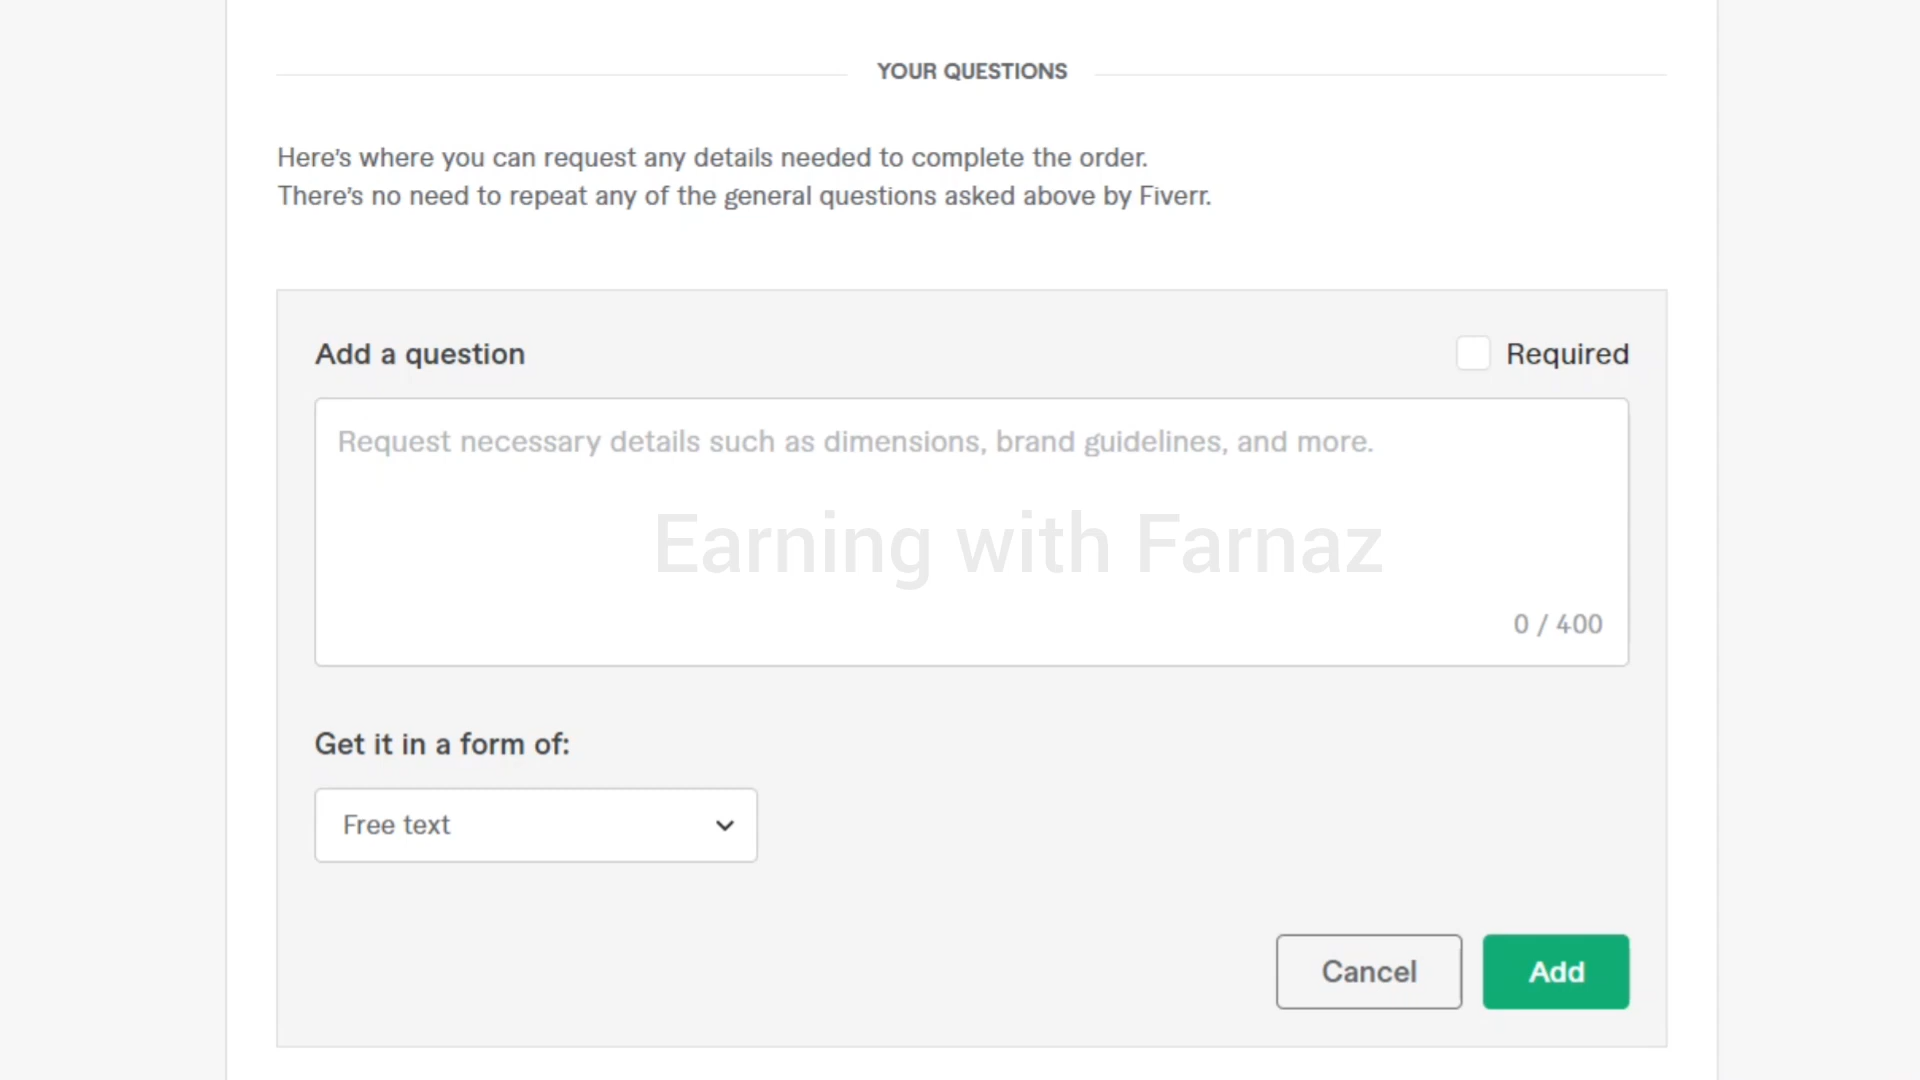 YOUR QUESTIONS
Here's where you can request any details needed to complete the order.
There's no need to repeat any of the general questions asked above by Fiverr.
Add a question
Required
Request necessary details such as dimensions, brand guidelines, and more.
Earning with Farnaz
0 / 400
Get it in a form of:
Free text
Cancel
Add